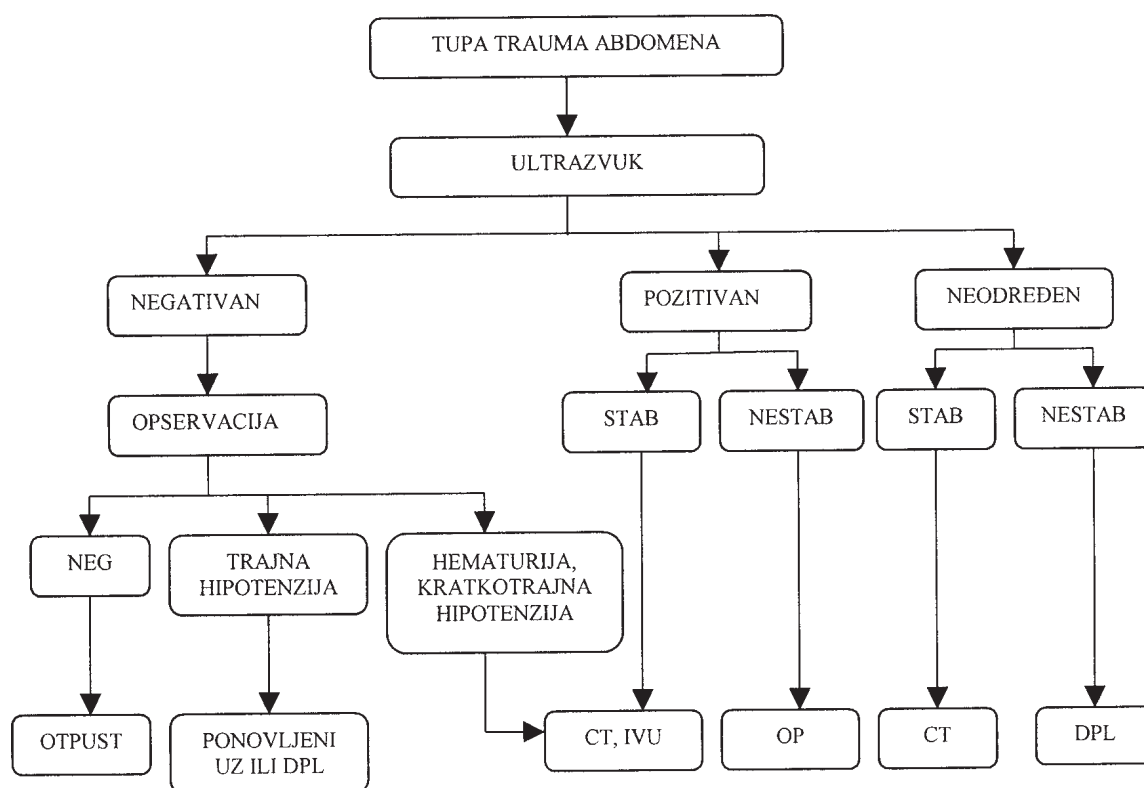 TUPA TRAUMA ABDOMENA
ULTRAZVUK
NEGATIVAN
POZITIVAN
NEODREĐEN
OPSERVACIJA
STAB
NESTAB
STAB
NESTAB
NEG
TRAJNA
HIPOTENZIJA
HEMATURIJA,
KRATKOTRAJNA
HIPOTENZIJA
OTPUST
PONOVLJENI
UZ ILI DPL
CT, IVU
OP
CT
DPL